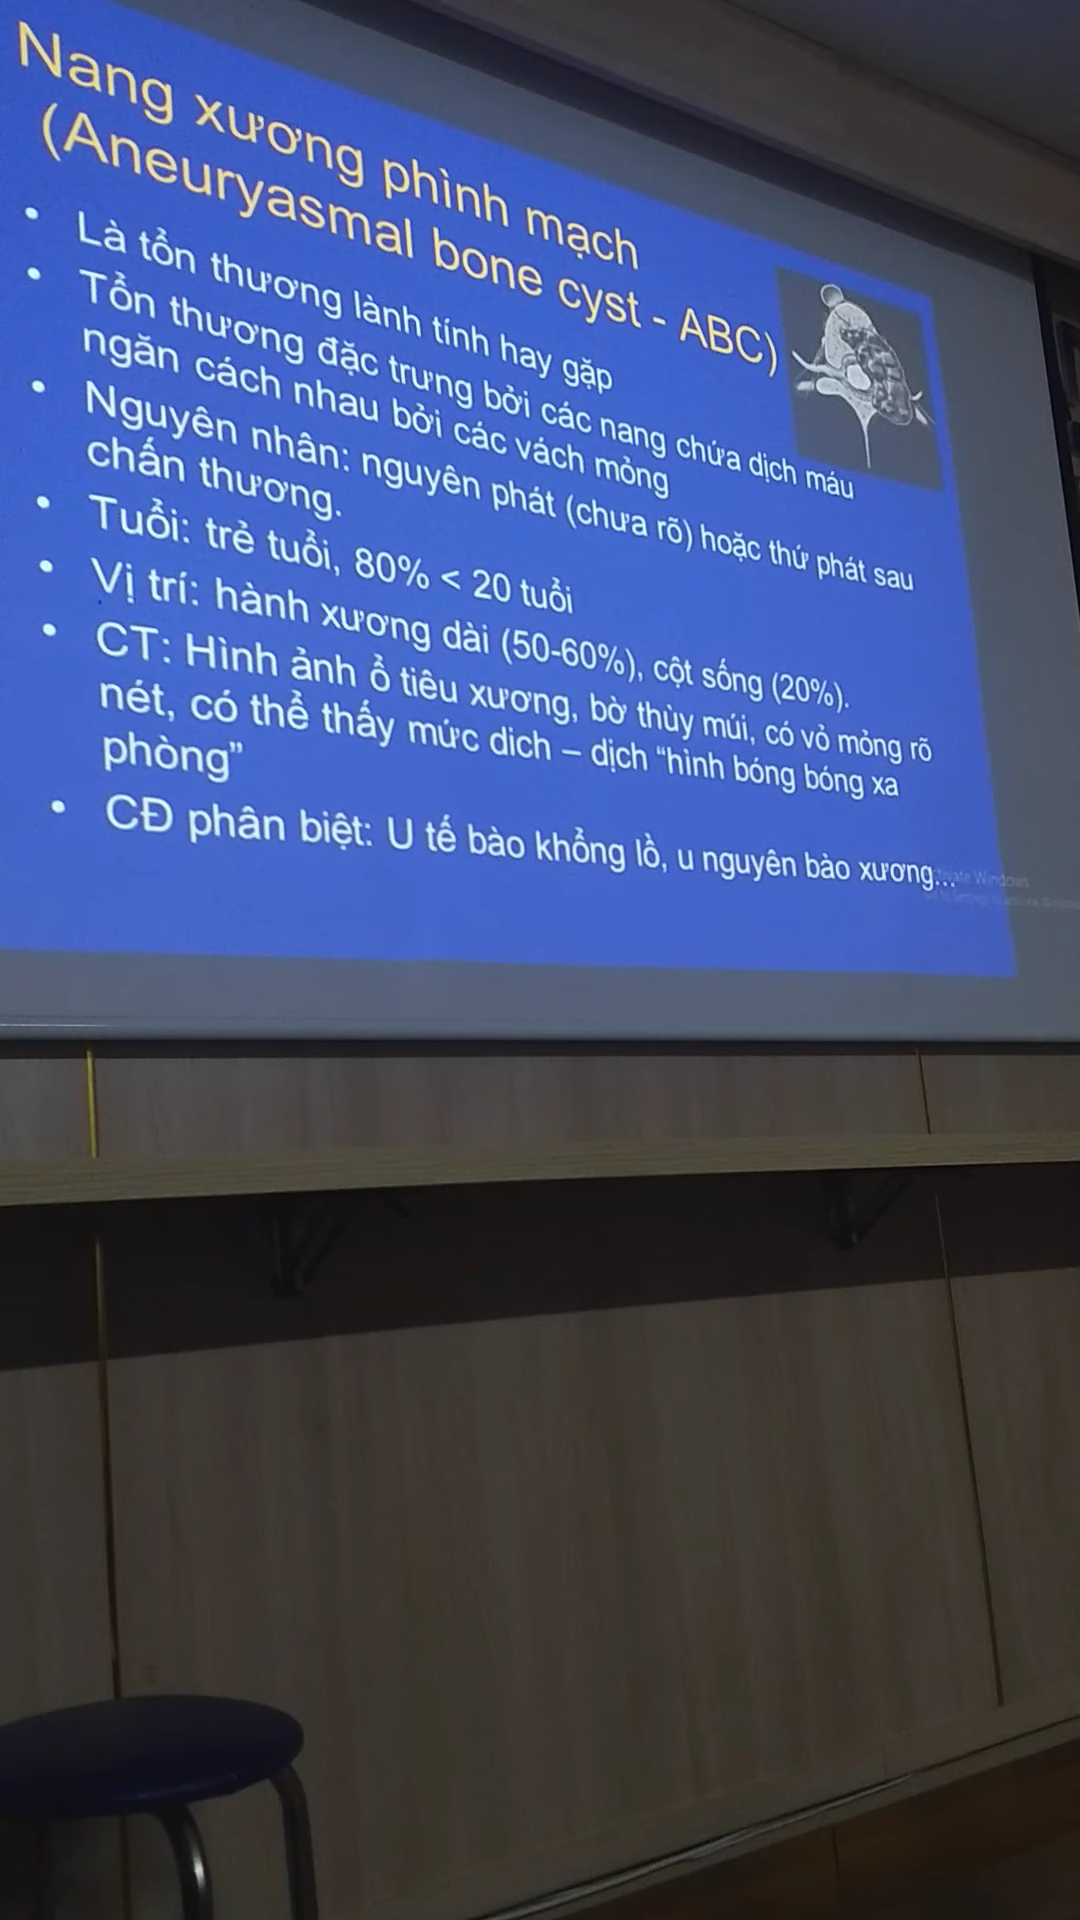 Nang xương phình mạch
(Aneuryasmal bone cyst - ABC)
• Là tổn thương lành tính hay gặp
• Tổn thương đặc trưng bởi các nang chứa dịch máu
ngăn cách nhau bởi các vách mỏng
• Nguyên nhân: nguyên phát (chưa rõ) hoặc thứ phát sau
chấn thương.
• Tuổi: trẻ tuổi, 80% < 20 tuổi
• Vị trí: hành xương dài (50-60%), cột sống (20%).
• CT: Hình ảnh ổ tiêu xương, bờ thùy múi, có vỏ mỏng rõ
nét, có thể thấy mức dich – dịch “hình bóng bóng xa
phòng”
• CĐ phân biệt: U tế bào khổng lồ, u nguyên bào xương...
Windows